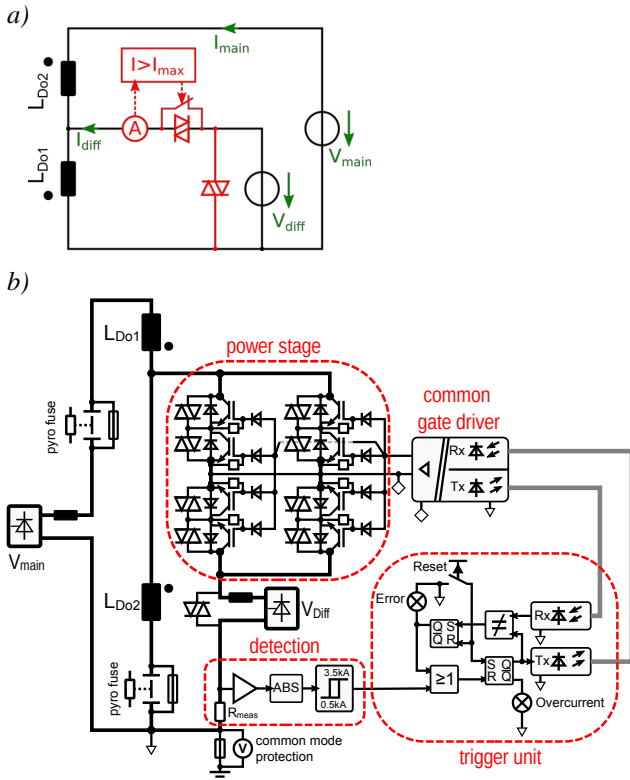 a)
I_main
I>I_max
L_Do2
A
I_diff
L_Do1
V_main
V_diff
b)
L_Do1
power stage
common
gate driver
pyro fuse
Rx
Tx
V_main
Reset
L_Do2
Error
V_Diff
Q S
Q R
≠
Rx
detection
S Q
R Q
Tx
pyro fuse
3.5kA
ABS
0.5kA
≥1
R_meas
Overcurrent
V
common mode
protection
trigger unit